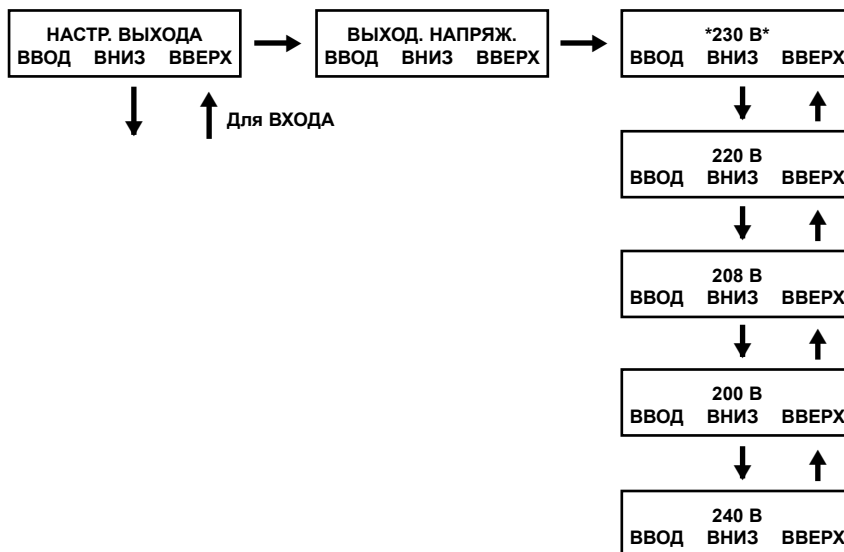 НАСТР. ВЫХОДА
ВВОД ВНИЗ ВВЕРХ
ВЫХОД. НАПРЯЖ.
ВВОД ВНИЗ ВВЕРХ
*230 В*
ВВОД ВНИЗ ВВЕРХ
Для ВХОДА
220 В
ВВОД ВНИЗ ВВЕРХ
208 В
ВВОД ВНИЗ ВВЕРХ
200 В
ВВОД ВНИЗ ВВЕРХ
240 В
ВВОД ВНИЗ ВВЕРХ